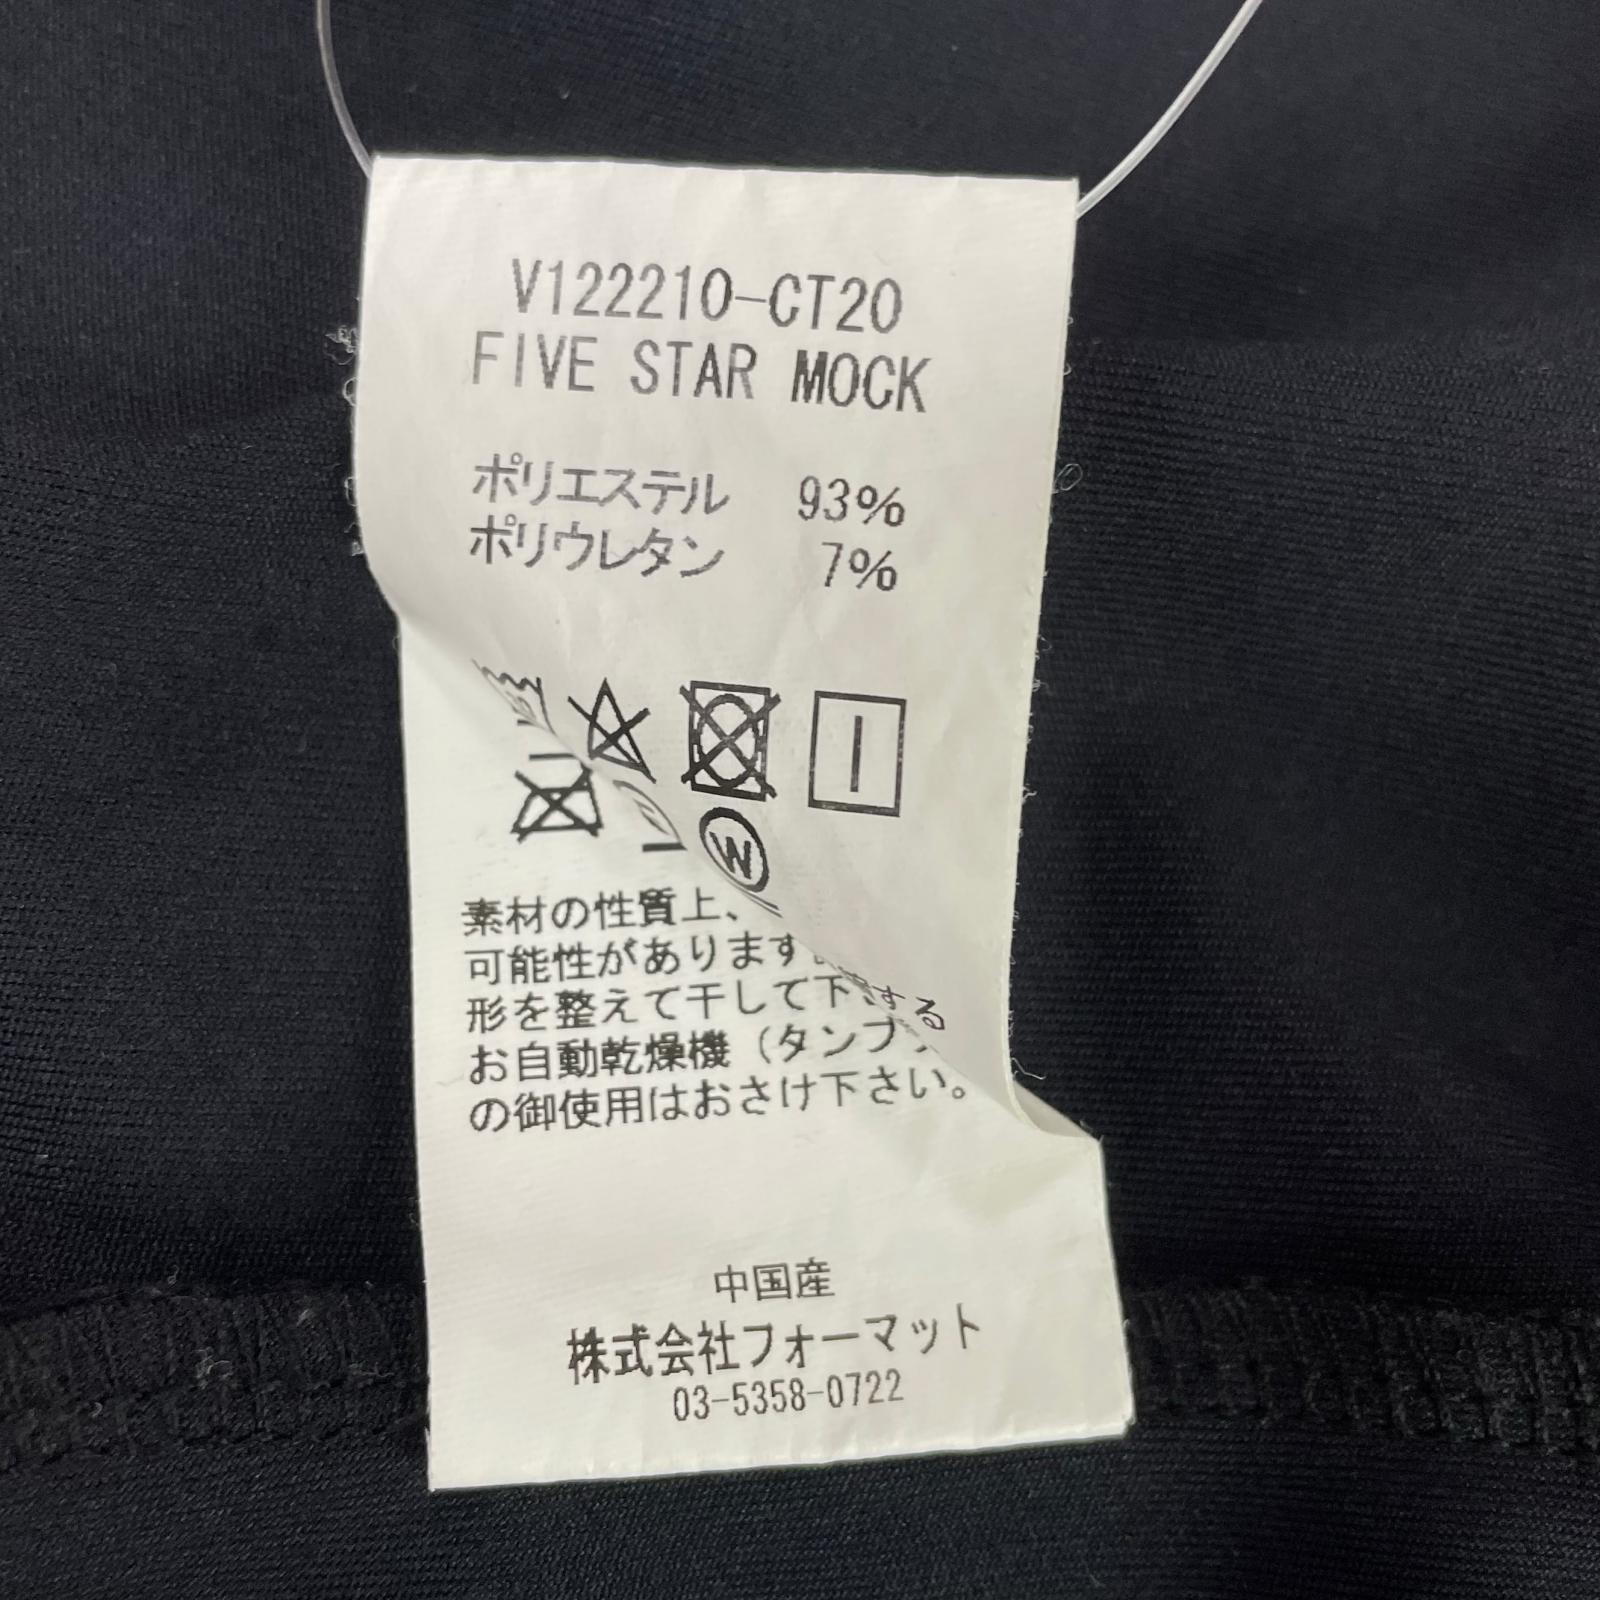 V122210-CT20
FIVE STAR MOCK
ポリエステル 93%
ポリウレタン 7%
W
素材の性質上、 する
可能性があります
形を整えて干して下
お自動乾燥機（タンブ
の御使用はおさけ下さい。
中国産
株式会社フォーマット
03-5358-0722